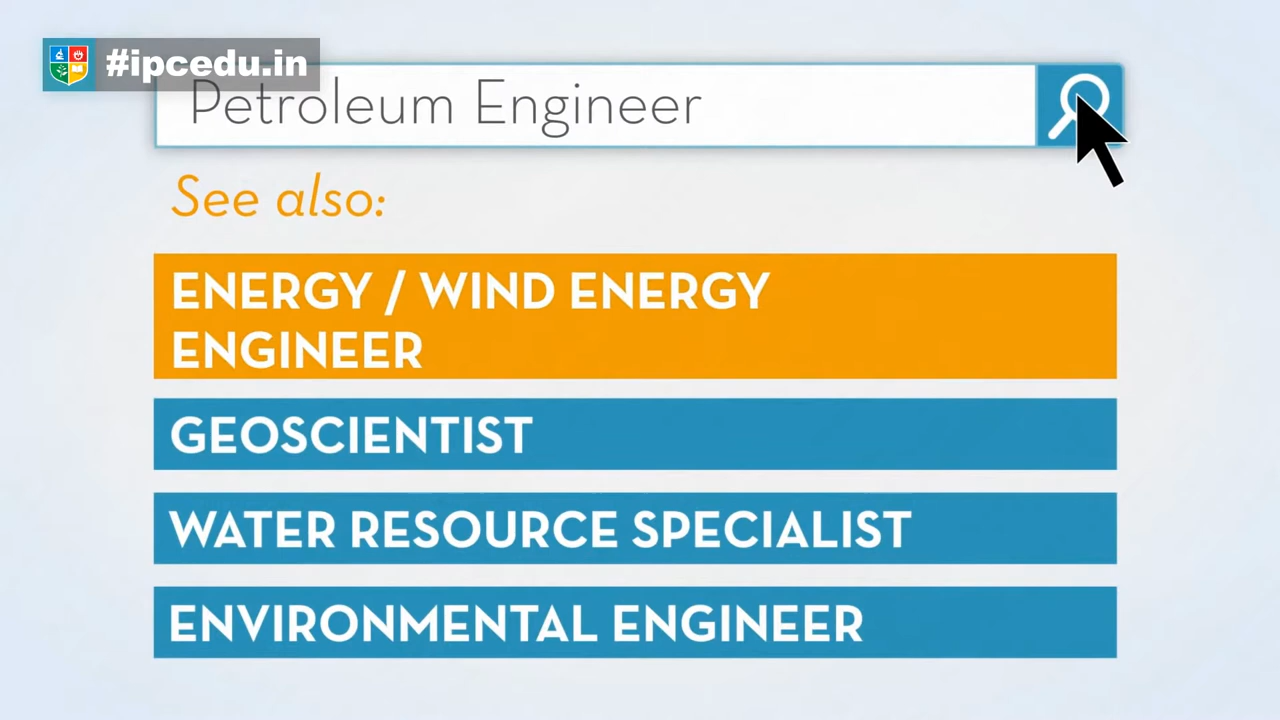 #ipcedu.in
Petroleum Engineer
See also:
ENERGY / WIND ENERGY
ENGINEER
GEOSCIENTIST
WATER RESOURCE SPECIALIST
ENVIRONMENTAL ENGINEER